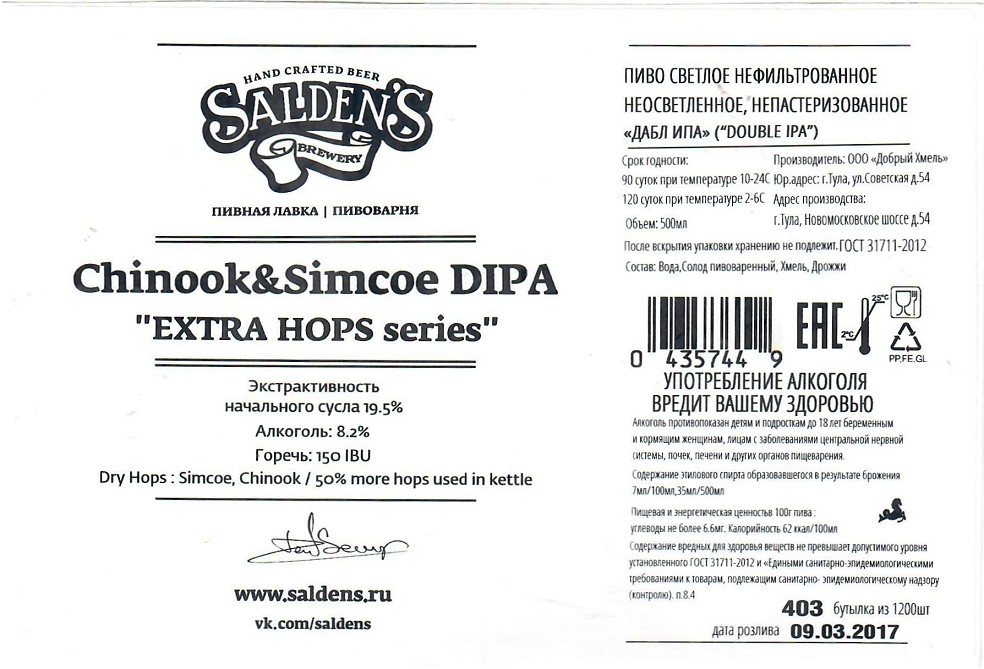 HAND CRAFTED BEER
SALDEN'S
BREWERY
ПИВНАЯ ЛАВКА | ПИВОВАРНЯ
Chinook&Simcoe DIPA
"EXTRA HOPS series"
Экстрактивность
начального сусла 19.5%
Алкоголь: 8.2%
Горечь: 150 IBU
Dry Hops : Simcoe, Chinook / 50% more hops used in kettle
www.saldens.ru
vk.com/saldens
ПИВО СВЕТЛОЕ НЕФИЛЬТРОВАННОЕ
НЕОСВЕТЛЕННОЕ, НЕПАСТЕРИЗОВАННОЕ
«ДАБЛ ИПА» ("DOUBLE IPA")
Срок годности:
90 суток при температуре 10-24С
120 суток при температуре 2-6С
Объем: 500мл
Производитель: ООО «Добрый Хмель»
Юр.адрес: г.Тула, ул.Советская д.54
Адрес производства:
г.Тула, Новомосковское шоссе д.54
После вскрытия упаковки хранению не подлежит. ГОСТ 31711-2012
Состав: Вода,Солод пивоваренный, Хмель, Дрожжи
0 435744 9
EAC
25°C
2°C
PP,FE,GL
УПОТРЕБЛЕНИЕ АЛКОГОЛЯ
ВРЕДИТ ВАШЕМУ ЗДОРОВЬЮ
Алкоголь противопоказан детям и подросткам до 18 лет беременным
и кормящим женщинам, лицам с заболеваниями центральной нервной
системы, почек, печени и других органов пищеварения.
Содержание этилового спирта образовавшегося в результате брожения
7мл/100мл,35мл/500мл
Пищевая и энергетическая ценностьв 100г пива :
углеводы не более 6.6мг. Калорийность 62 ккал/100мл
Содержание вредных для здоровья веществ не превышает допустимого уровня
установленного ГОСТ 31711-2012 и «Едиными санитарно-эпидемиологическими
требованиями к товарам, подлежащим санитарно- эпидемиологическому надзору
(контролю). п.8.4
403 бутылка из 1200шт
дата розлива 09.03.2017